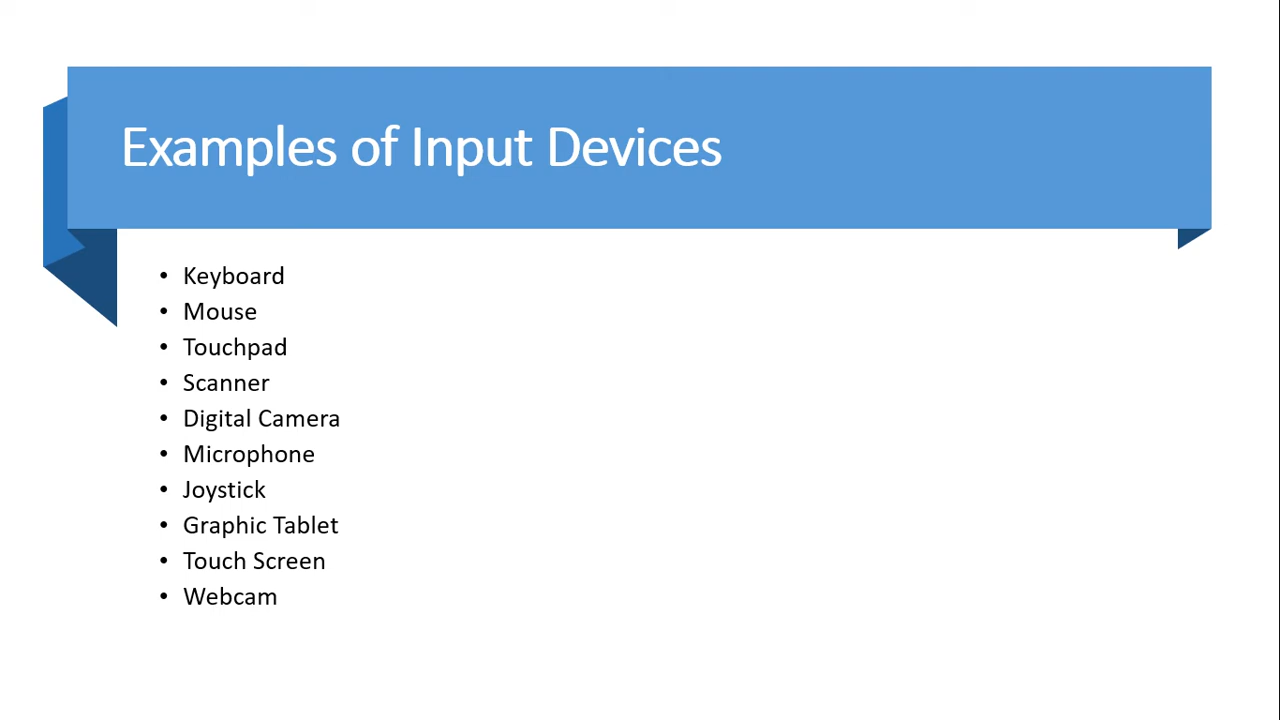 Examples of Input Devices
• Keyboard
• Mouse
• Touchpad
• Scanner
• Digital Camera
• Microphone
• Joystick
• Graphic Tablet
• Touch Screen
• Webcam